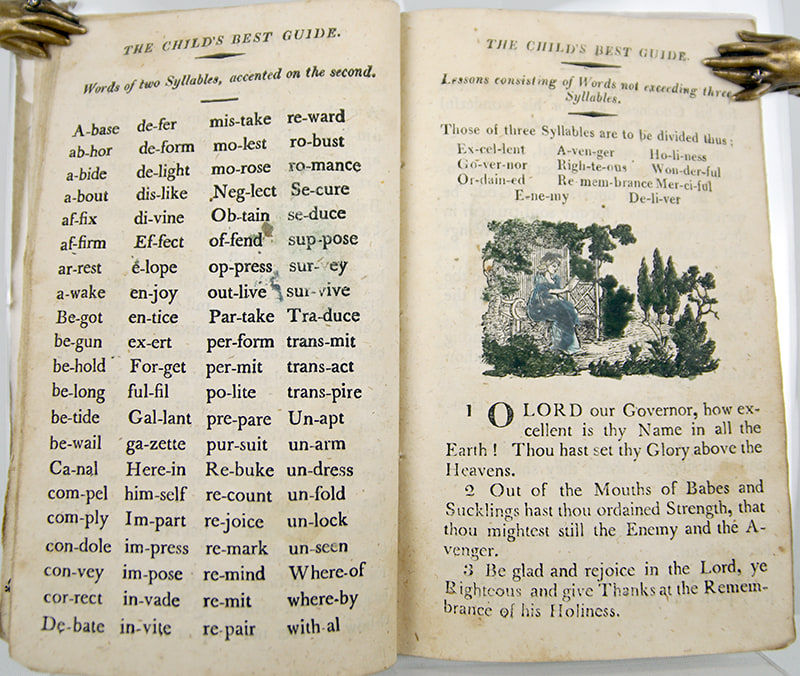 THE CHILD'S BEST GUIDE.
Words of two Syllables, accented on the second.
A-base de-fer mis-take re-ward
ab-hor de-form mo-lest ro-bust
a-bide de-light mo-rose ro-mance
a-bout dis-like Neg-lect Se-cure
af-fix di-vine Ob-tain se-duce
af-firm Ef-fect of-fend sup-pose
ar-rest e-lope op-press sur- ey
a-wake en-joy out-live sur-vive
Be-got en-tice Par-take Tra-duce
be-gun ex-ert per-form trans-mit
be-hold For-get per-mit trans-act
be-long ful-fil po-lite trans-pire
be-tide Gal-lant pre-pare Un-apt
be-wail ga-zette pur-suit un-arm
Ca-nal Here-in Re-buke un-dress
com-pel him-self re-count un-fold
com-ply Im-part re-joice un-lock
con-dole im-press re-mark un-seen
con-vey im-pose re-mind Where-of
cor-rect in-vade re-mit where-by
De-bate in-vite re-pair with-al
THE CHILD'S BEST GUIDE.
Lessons consisting of Words not exceeding three
Syllables.
Those of three Syllables are to be divided thus;
Ex-cel-lent A-ven-ger Ho-li-ness
Go-ver-nor Righ-te-ous Won-der-ful
Or-dain-ed Re-mem-brance Mer-ci-ful
E-ne-my De-li-ver
1 O LORD our Governor, how ex-
cellent is thy Name in all the
Earth! Thou hast set thy Glory above the
Heavens.
2 Out of the Mouths of Babes and
Sucklings hast thou ordained Strength, that
thou mightest still the Enemy and the A-
venger.
3 Be glad and rejoice in the Lord, ye
Righteous and give Thanks at the Remem-
brance of his Holiness.